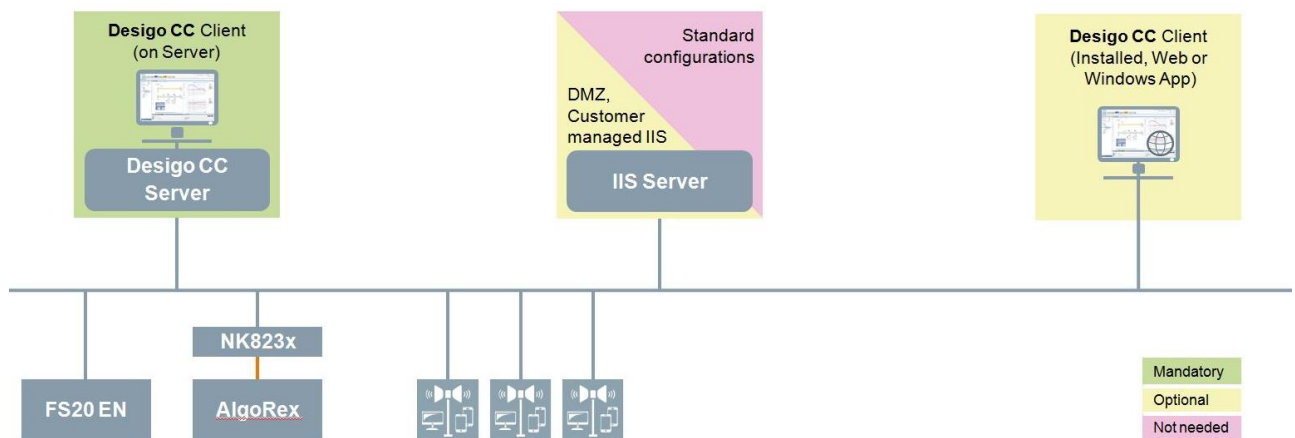 Desigo CC Client
(on Server)
Desigo CC
Server
Standard
configurations
DMZ,
Customer
managed IIS
IIS Server
Desigo CC Client
(Installed, Web or
Windows App)
NK823x
FS20 EN
AlgoRex
Mandatory
Optional
Not needed